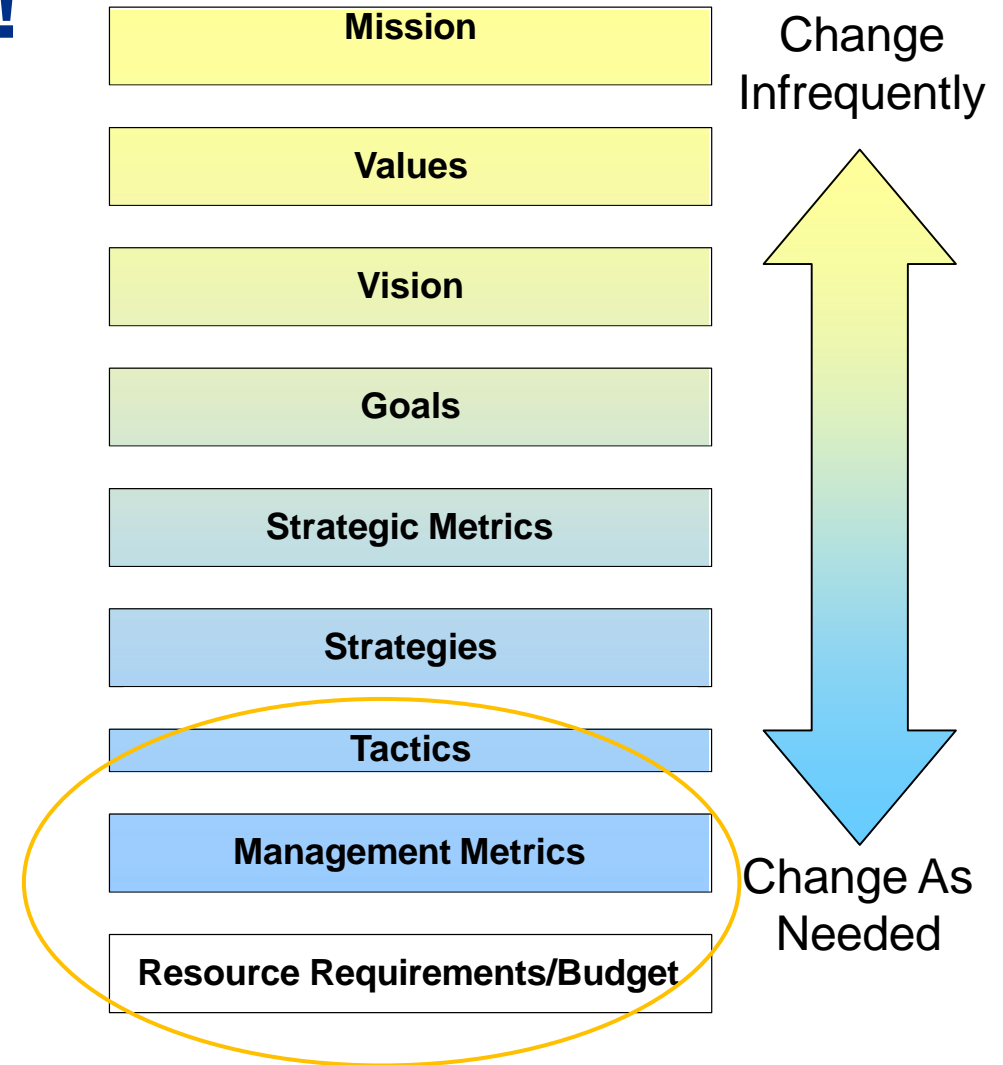 !
Mission
Change
Infrequently
Values
Vision
Goals
Strategic Metrics
Strategies
Tactics
Management Metrics
Change As
Needed
Resource Requirements/Budget